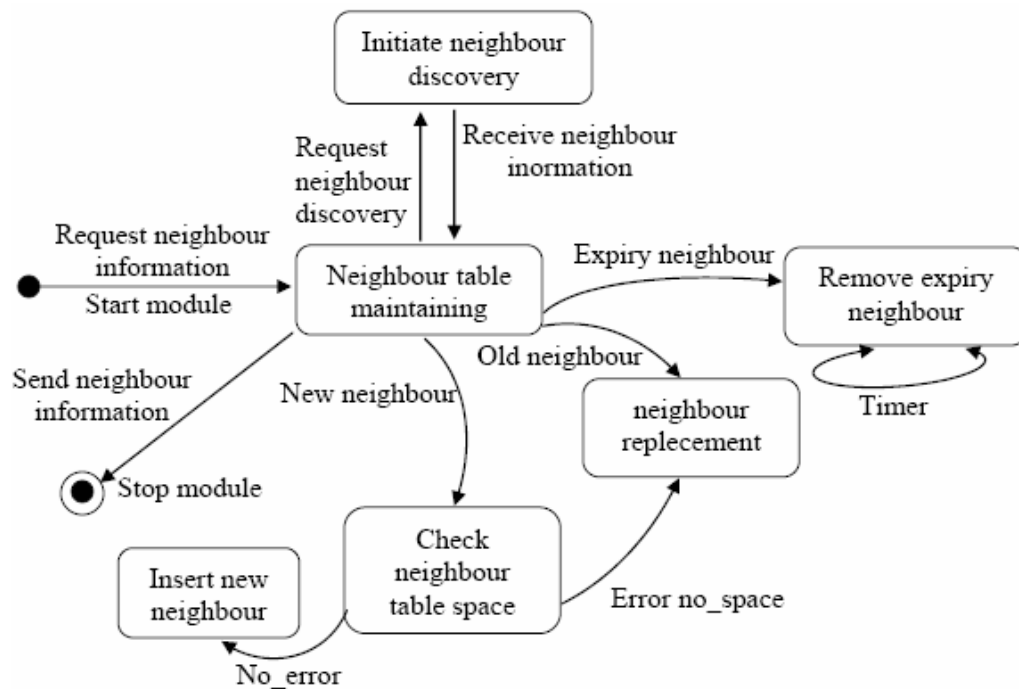 Initiate neighbour
discovery
Request
neighbour
discovery
Receive neighbour
inormation
Request neighbour
information
Start module
Neighbour table
maintaining
Expiry neighbour
Remove expiry
neighbour
Timer
Old neighbour
neighbour
replecement
Send neighbour
information
Stop module
New neighbour
Check
neighbour
table space
Error no_space
Insert new
neighbour
No_error